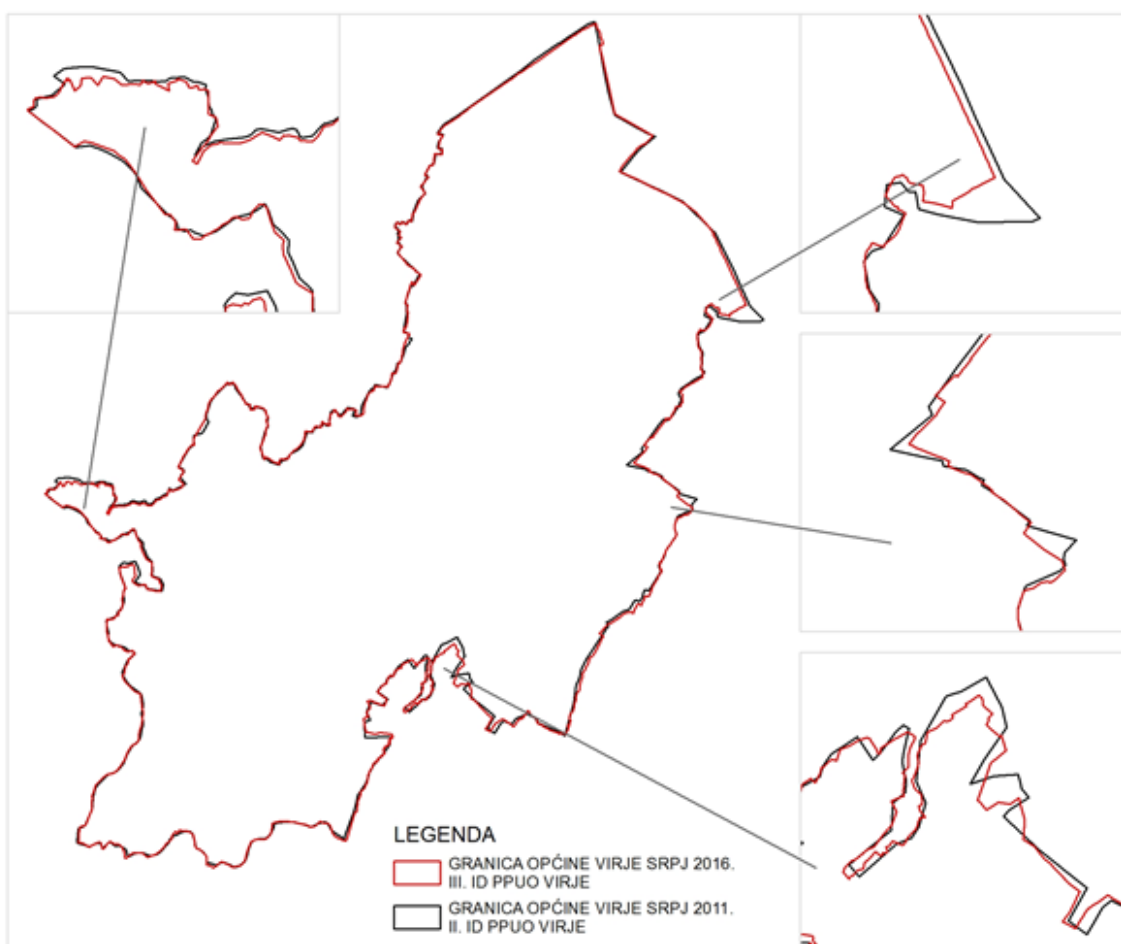 LEGENDA
GRANICA OPĆINE VIRJE SRPJ 2016.
III. ID PPUO VIRJE
GRANICA OPĆINE VIRJE SRPJ 2011.
II. ID PPUO VIRJE